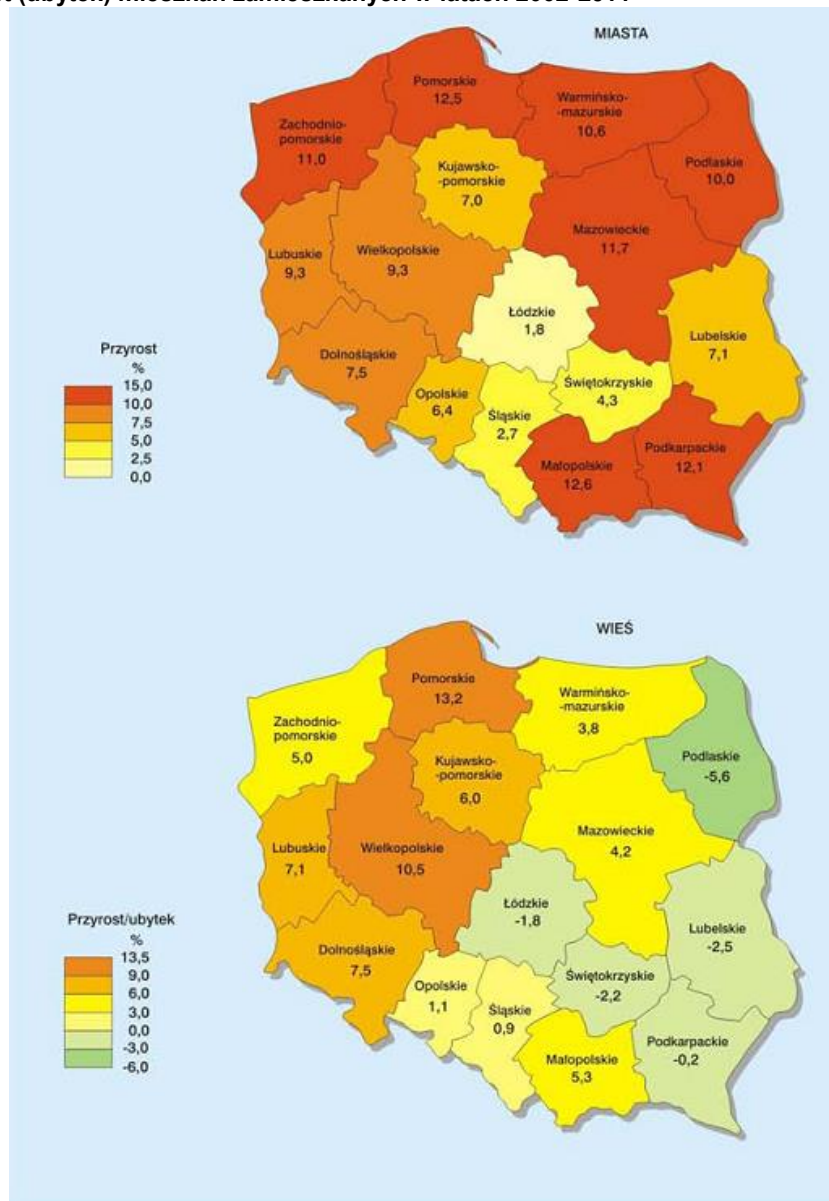 (ubytek) mieszkań zamieszkanych w latach 2002-2011
MIASTA
Pomorskie
12,5
Warmińsko-
-mazurskie
10,6
Zachodnio-
pomorskie
11,0
Podlaskie
10,0
Kujawsko-
-pomorskie
7,0
Mazowieckie
11,7
Lubuskie
9,3
Wielkopolskie
9,3
Łódzkie
1,8
Lubelskie
7,1
Dolnośląskie
7,5
Opolskie
6,4
Śląskie
2,7
Świętokrzyskie
4,3
Małopolskie
12,6
Podkarpackie
12,1
Przyrost
%
15,0
10,0
7,5
5,0
2,5
0,0
WIEŚ
Pomorskie
13,2
Warmińsko-
-mazurskie
3,8
Zachodnio-
pomorskie
5,0
Podlaskie
-5,6
Kujawsko-
-pomorskie
6,0
Mazowieckie
4,2
Lubuskie
7,1
Wielkopolskie
10,5
Łódzkie
-1,8
Lubelskie
-2,5
Dolnośląskie
7,5
Opolskie
1,1
Śląskie
0,9
Świętokrzyskie
-2,2
Małopolskie
5,3
Podkarpackie
-0,2
Przyrost/ubytek
%
13,5
9,0
6,0
3,0
0,0
-3,0
-6,0